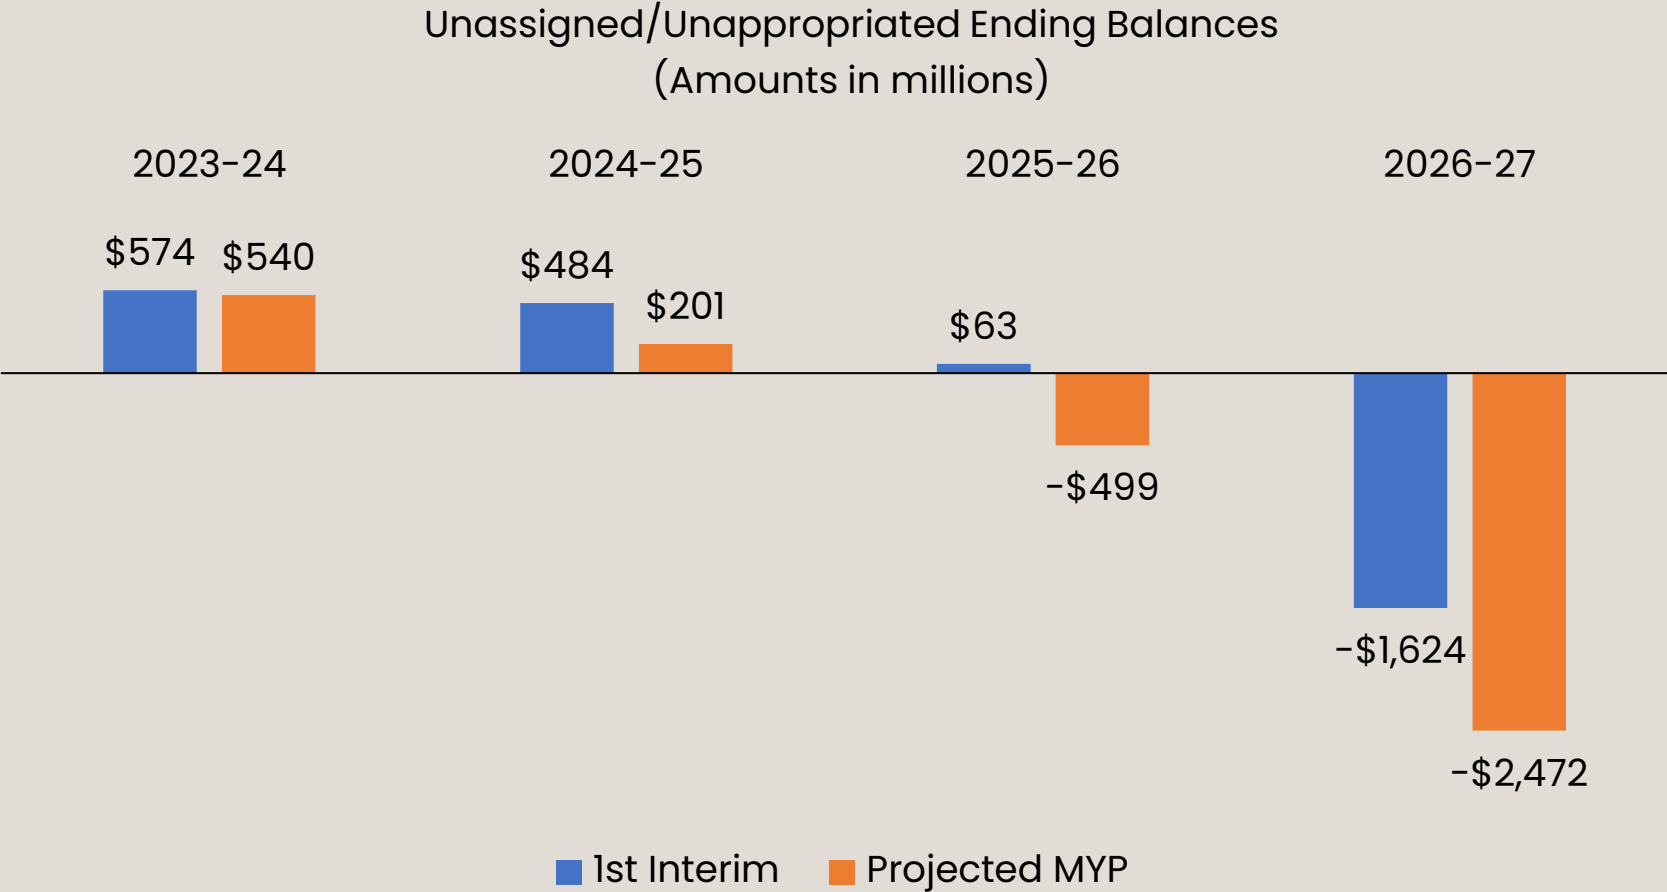 Unassigned/Unappropriated Ending Balances
(Amounts in millions)
2023-24 2024-25 2025-26 2026-27
$574 $540 $484 $201 $63 -$499 -$1,624 -$2,472
1st Interim Projected MYP